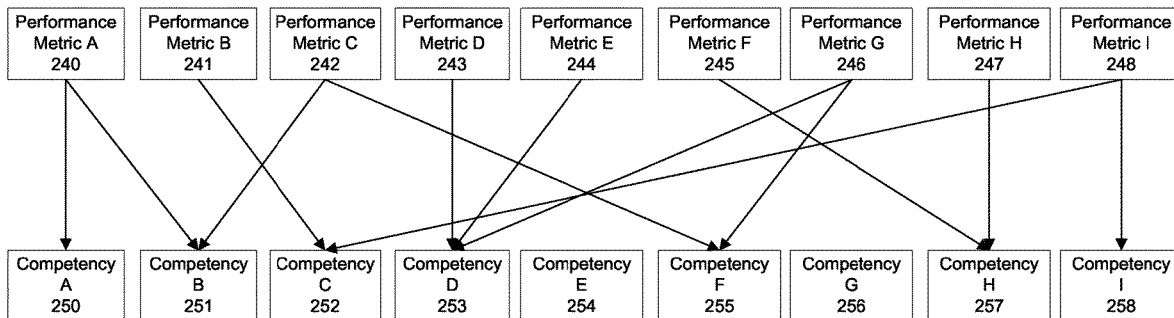 Performance
Metric A
240
Performance
Metric B
241
Performance
Metric C
242
Performance
Metric D
243
Performance
Metric E
244
Performance
Metric F
245
Performance
Metric G
246
Performance
Metric H
247
Performance
Metric I
248
Competency
A
250
Competency
B
251
Competency
C
252
Competency
D
253
Competency
E
254
Competency
F
255
Competency
G
256
Competency
H
257
Competency
I
258